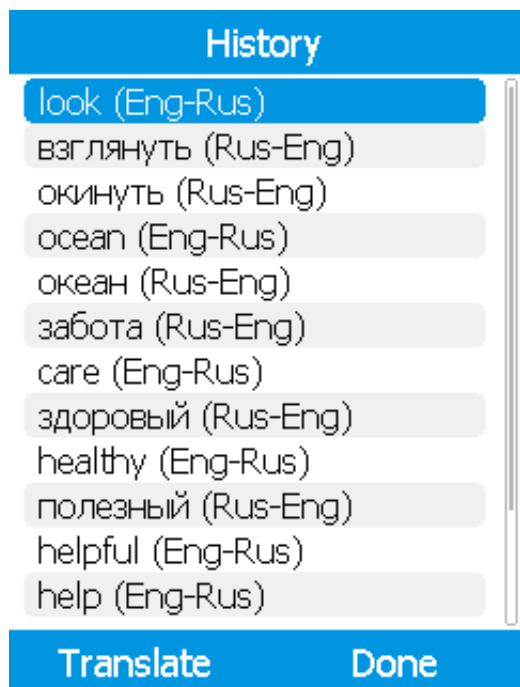 History
look (Eng-Rus)
взглянуть (Rus-Eng)
окинуть (Rus-Eng)
ocean (Eng-Rus)
океан (Rus-Eng)
забота (Rus-Eng)
care (Eng-Rus)
здоровый (Rus-Eng)
healthy (Eng-Rus)
полезный (Rus-Eng)
helpful (Eng-Rus)
help (Eng-Rus)
Translate Done